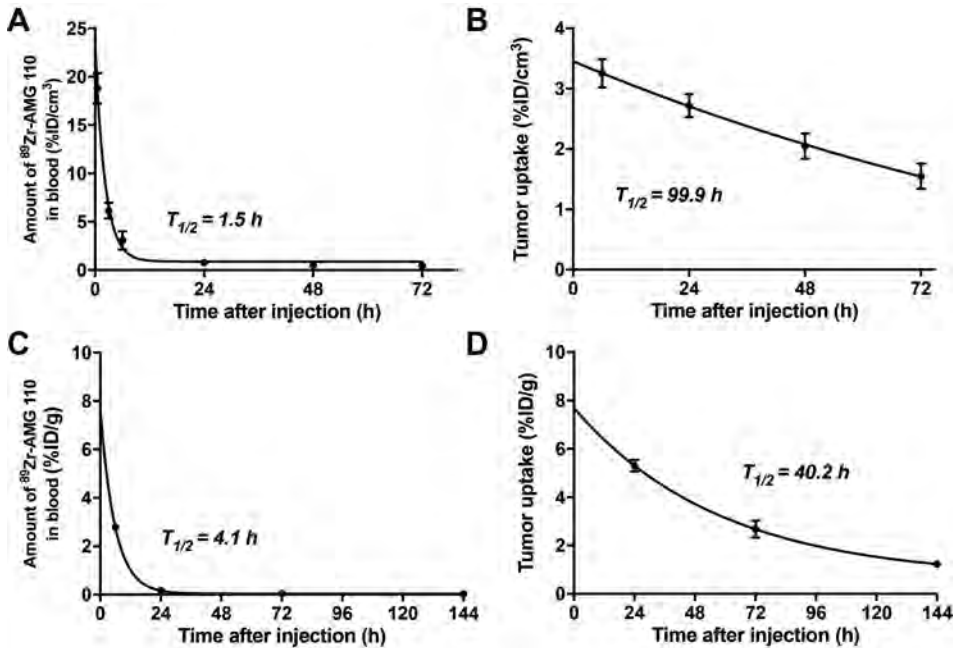 A
Amount of ⁸⁹Zr-AMG 110
in blood (%ID/cm³)
25
20
15
10
5
0
T1/2 = 1.5 h
0 24 48 72
Time after injection (h)
B
Tumor uptake (%ID/cm³)
4
3
2
1
0
T1/2 = 99.9 h
0 24 48 72
Time after injection (h)
C
Amount of ⁸⁹Zr-AMG 110
in blood (%ID/g)
10
8
6
4
2
0
T1/2 = 4.1 h
0 24 48 72 96 120 144
Time after injection (h)
D
Tumor uptake (%ID/g)
10
8
6
4
2
0
T1/2 = 40.2 h
0 24 48 72 96 120 144
Time after injection (h)